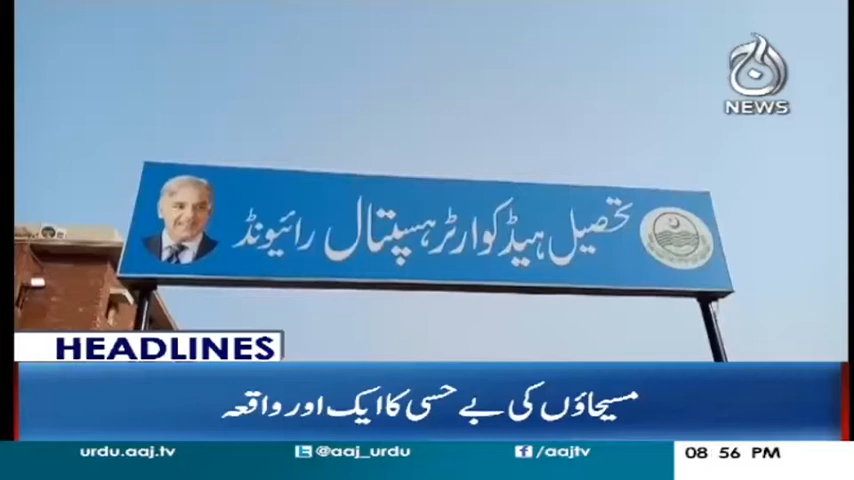 آج
NEWS
تحصیل ہیڈ کوارٹر ہسپتال رائیونڈ
HEADLINES
مسیحاؤں کی بے حسی کا ایک اور واقعہ
urdu.aaj.tv
@aaj_urdu
/aajtv
08 56 PM